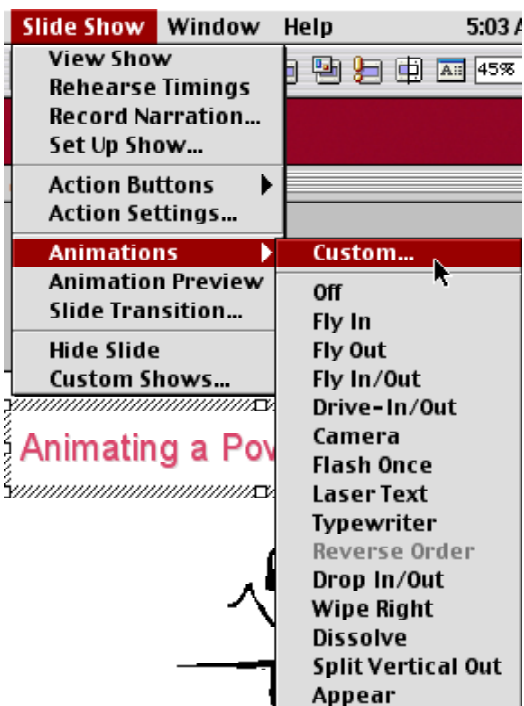 Slide Show Window Help 5:03 A
View Show
Rehearse Timings
Record Narration...
Set Up Show...
45%
Action Buttons
Action Settings...
Animations
Animation Preview
Slide Transition...
Hide Slide
Custom Shows...
Custom...
Off
Fly In
Fly Out
Fly In/Out
Drive-In/Out
Camera
Flash Once
Laser Text
Typewriter
Reverse Order
Drop In/Out
Wipe Right
Dissolve
Split Vertical Out
Appear
Animating a Pov